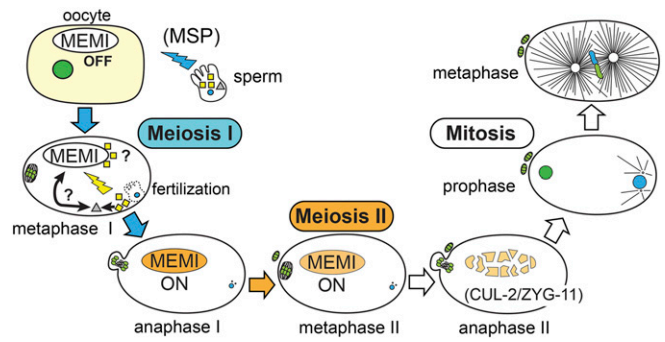 oocyte
MEMI
OFF
(MSP)
sperm
Meiosis I
MEMI
?
?
fertilization
metaphase I
MEMI
ON
anaphase I
Meiosis II
MEMI
ON
metaphase II
(CUL-2/ZYG-11)
anaphase II
Mitosis
prophase
metaphase